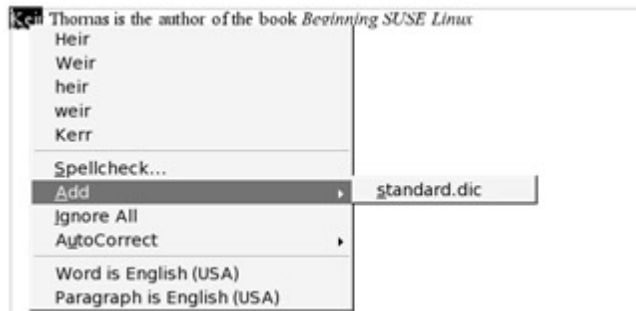 Keir Thomas is the author of the book Beginning SUSE Linux
Heir
Weir
heir
weir
Kerr
Spellcheck...
Add
standard.dic
Ignore All
AutoCorrect
Word is English (USA)
Paragraph is English (USA)